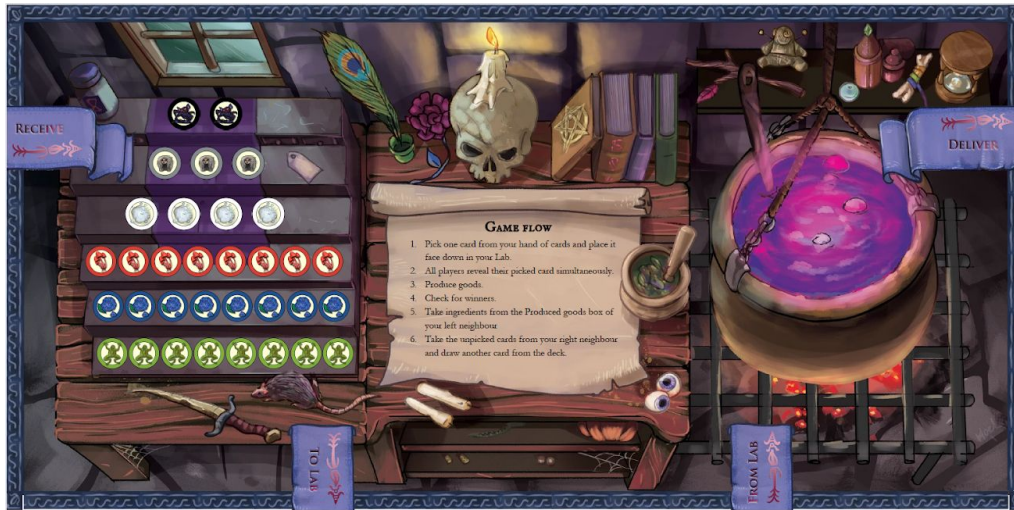 RECEIVE
DELIVER
GAME FLOW
1. Pick one card from your hand of cards and place it
face down in your Lab.
2. All players reveal their picked card simultaneously.
3. Produce goods.
4. Check for winners.
5. Take ingredients from the Produced goods box of
your left neighbour
6. Take the unpicked cards from your right neighbour
and draw another card from the deck.
TO LAB
FROM LAB